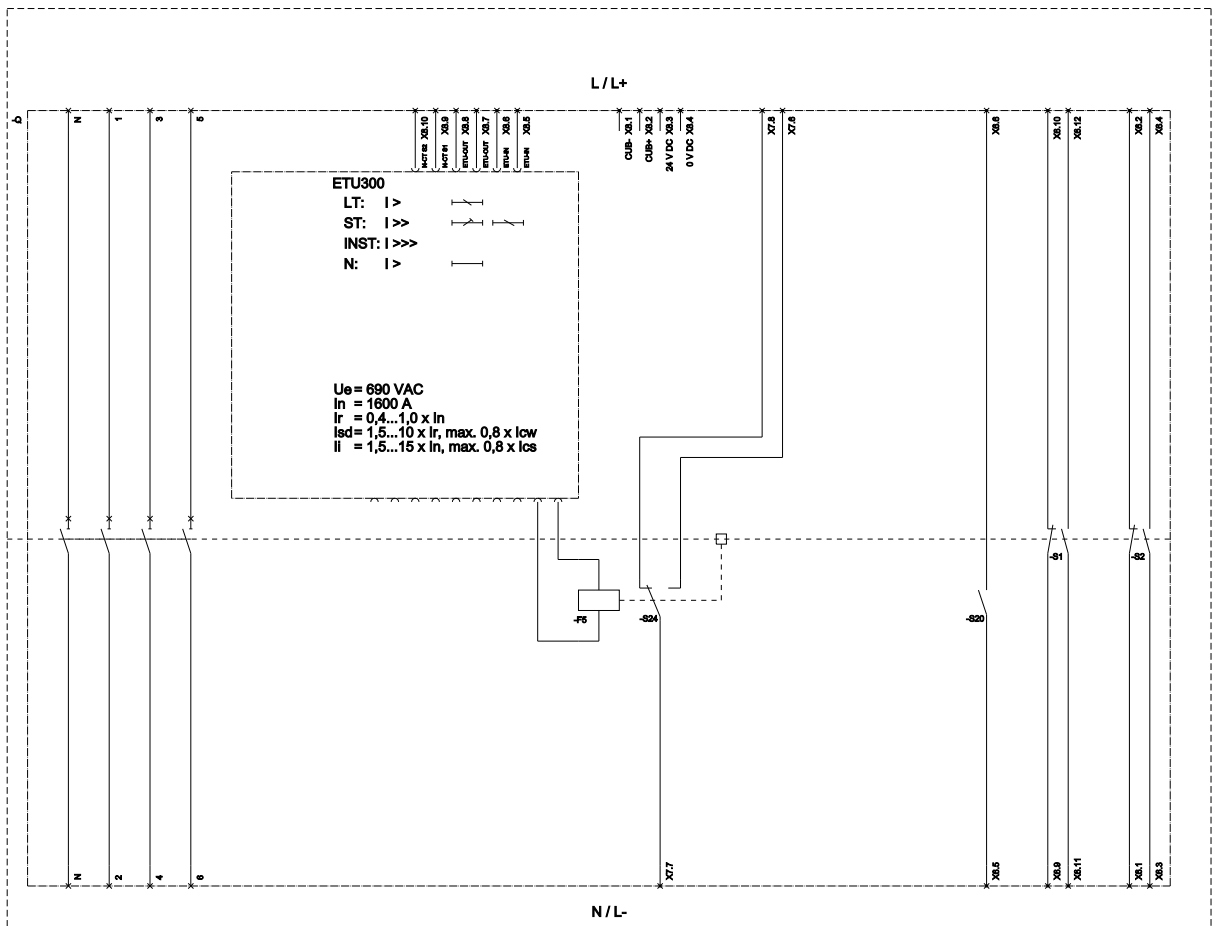 L / L+
N
1
3
5
X8.10
X8.9
X8.8
X8.7
X8.6
X8.5
N-CT S2
N-CT S1
ETU-OUT
ETU-OUT
ETU-IN
ETU-IN
CUB- X8.1
CUB+ X8.2
24 V DC X8.3
0 V DC X8.4
X7.8
X7.6
X6.6
X6.10
X6.12
X6.2
X6.4
ETU300
LT: I >
ST: I >>
INST: I >>>
N: I >
Ue = 690 VAC
In = 1600 A
Ir = 0,4...1,0 x In
Isd = 1,5...10 x Ir, max. 0,8 x Icw
Ii = 1,5...15 x In, max. 0,8 x Ics
-S1
-S2
-F5
-S24
-S20
N
2
4
6
X7.7
X6.5
X6.9
X6.11
X6.1
X6.3
N / L-